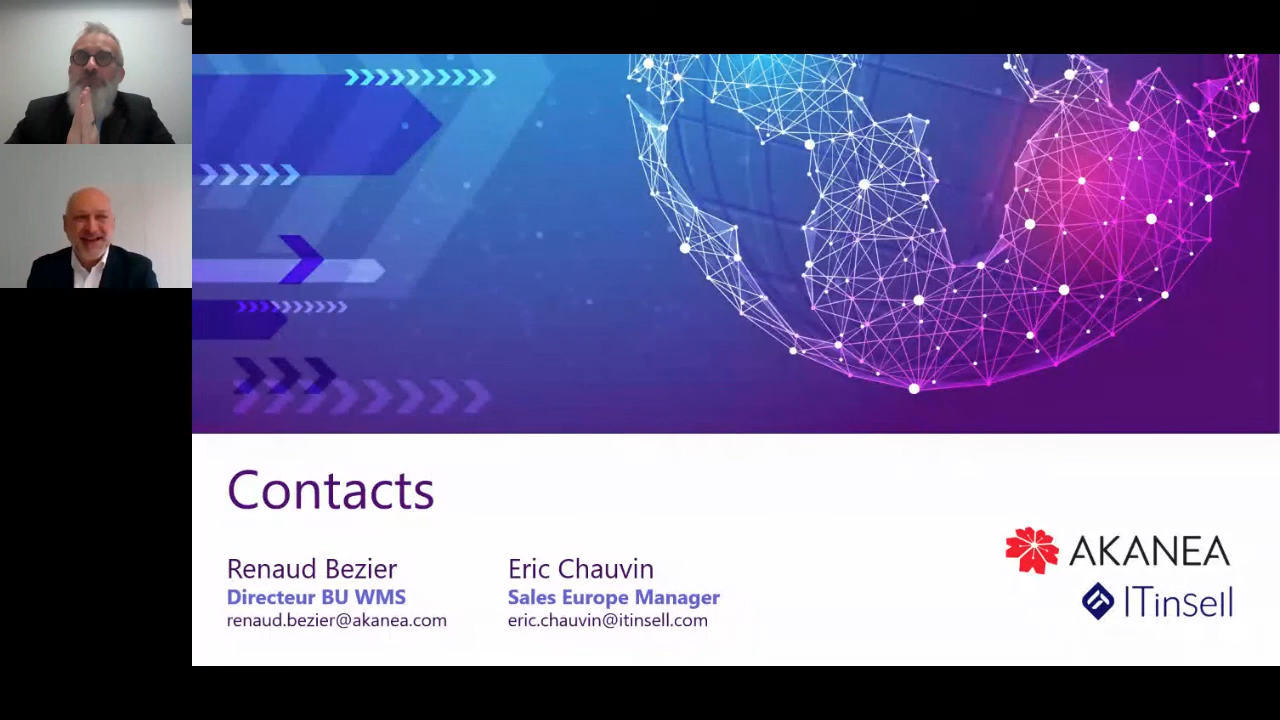 Contacts
Renaud Bezier
Directeur BU WMS
renaud.bezier@akanea.com
Eric Chauvin
Sales Europe Manager
eric.chauvin@itinsell.com
AKANEA
ITinSell